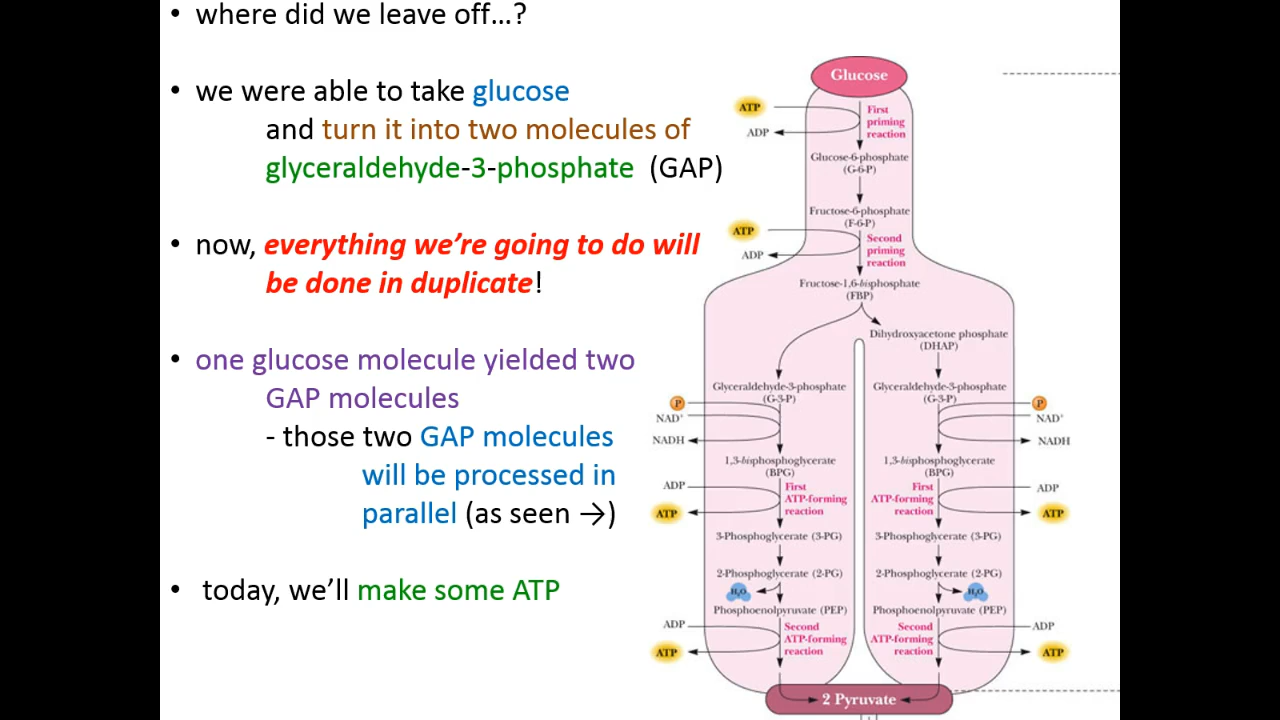 • where did we leave off…?
• we were able to take glucose
and turn it into two molecules of
glyceraldehyde-3-phosphate (GAP)
• now, everything we're going to do will
be done in duplicate!
• one glucose molecule yielded two
GAP molecules
- those two GAP molecules
will be processed in
parallel (as seen →)
• today, we'll make some ATP
Glucose
ATP
First
priming
reaction
ADP
Glucose-6-phosphate
(G-6-P)
Fructose-6-phosphate
(F-6-P)
ATP
Second
priming
reaction
ADP
Fructose-1,6-bisphosphate
(FBP)
Dihydroxyacetone phosphate
(DHAP)
Glyceraldehyde-3-phosphate
(G-3-P)
P
NAD⁺
NADH
1,3-bisphosphoglycerate
(BPG)
ADP
First
ATP-forming
reaction
ATP
3-Phosphoglycerate (3-PG)
2-Phosphoglycerate (2-PG)
H₂O
Phosphoenolpyruvate (PEP)
ADP
Second
ATP-forming
reaction
ATP
Glyceraldehyde-3-phosphate
(G-3-P)
P
NAD⁺
NADH
1,3-bisphosphoglycerate
(BPG)
First
ATP-forming
reaction
ADP
ATP
3-Phosphoglycerate (3-PG)
2-Phosphoglycerate (2-PG)
H₂O
Phosphoenolpyruvate (PEP)
Second
ATP-forming
reaction
ADP
ATP
2 Pyruvate